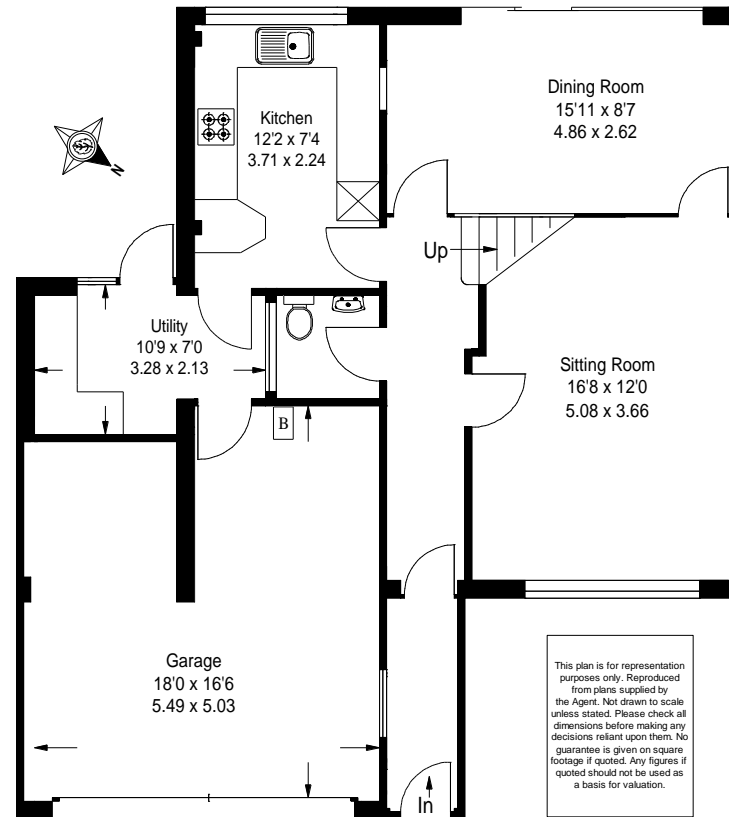 Dining Room
15'11 x 8'7
4.86 x 2.62
Kitchen
12'2 x 7'4
3.71 x 2.24
N
Up
Utility
10'9 x 7'0
3.28 x 2.13
Sitting Room
16'8 x 12'0
5.08 x 3.66
B
Garage
18'0 x 16'6
5.49 x 5.03
In
This plan is for representation
purposes only. Reproduced
from plans supplied by
the Agent. Not drawn to scale
unless stated. Please check all
dimensions before making any
decisions reliant upon them. No
guarantee is given on square
footage if quoted. Any figures if
quoted should not be used as
a basis for valuation.